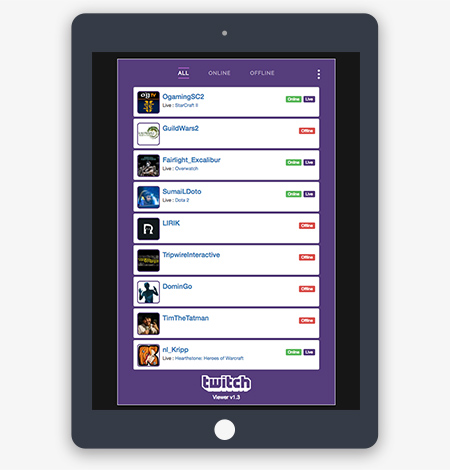 ALL ONLINE OFFLINE
OgamingSC2
Live : StarCraft II
Online Live
GuildWars2
Offline
Fairlight_Excalibur
Live : Overwatch
Online Live
SumaiLDoto
Live : Dota 2
Online Live
LIRIK
Offline
TripwireInteractive
Offline
DominGo
Offline
TimTheTatman
Offline
nl_Kripp
Live : Hearthstone: Heroes of Warcraft
Online Live
twitch
Viewer v1.3